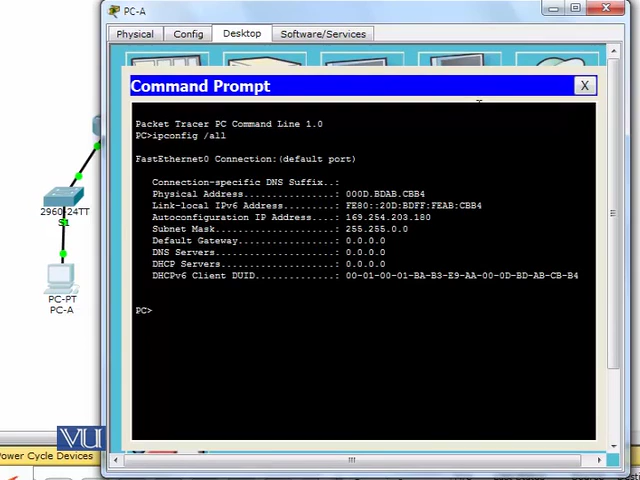 PC-A
Physical
Config
Desktop
Software/Services
Command Prompt
X
Packet Tracer PC Command Line 1.0
PC>ipconfig /all
FastEthernet0 Connection:(default port)
Connection-specific DNS Suffix..:
Physical Address................: 000D.BDAB.CBB4
Link-local IPv6 Address.........: FE80::20D:BDFF:FEAB:CBB4
Autoconfiguration IP Address....: 169.254.203.180
Subnet Mask.....................: 255.255.0.0
Default Gateway.................: 0.0.0.0
DNS Servers.....................: 0.0.0.0
DHCP Servers....................: 0.0.0.0
DHCPv6 Client DUID..............: 00-01-00-01-BA-B3-E9-AA-00-0D-BD-AB-CB-B4
PC>
2960-24TT
S1
PC-PT
PC-A
VU
Power Cycle Devices